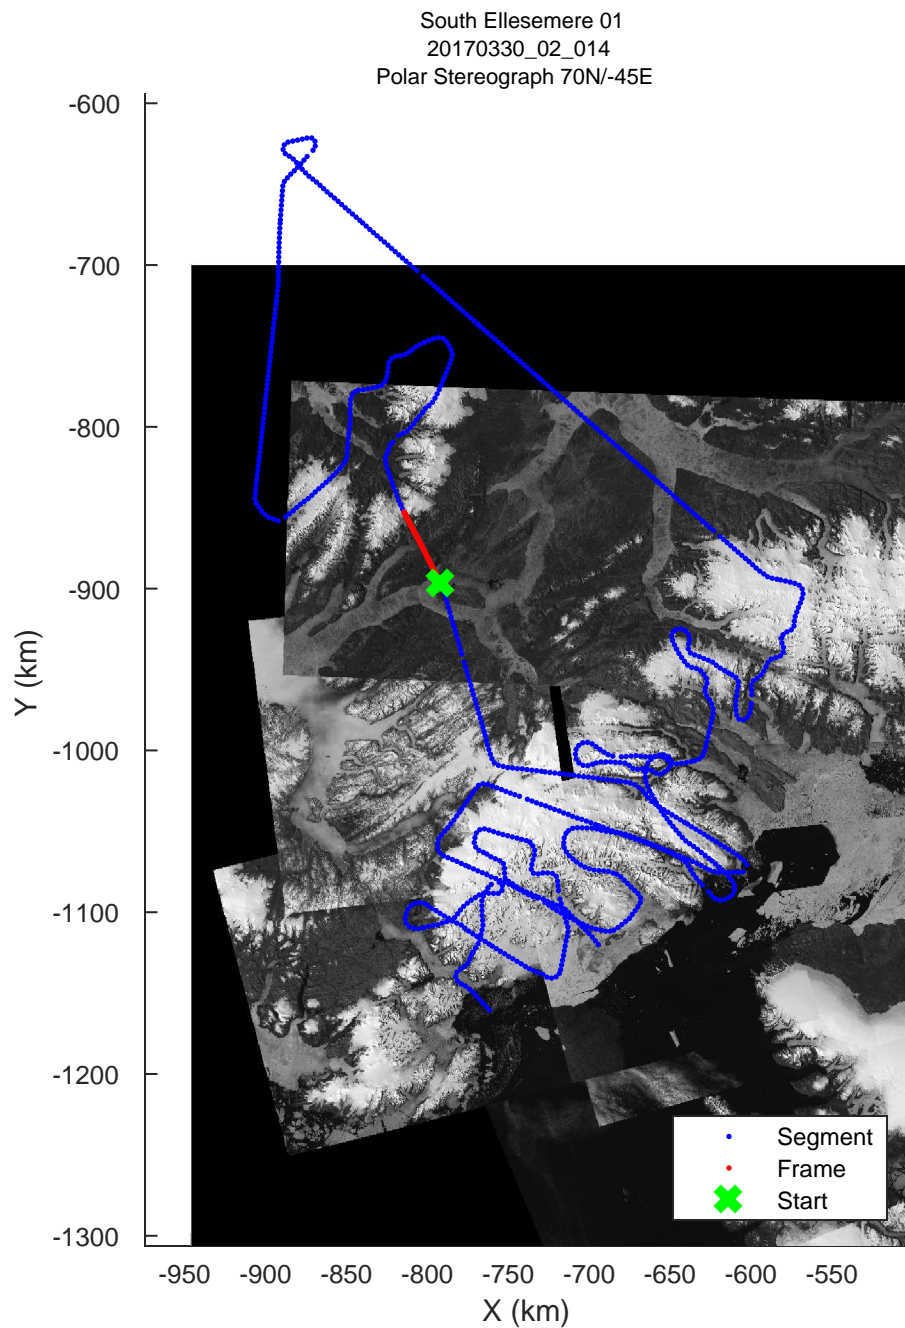 South Ellesemere 01
20170330_02_014
Polar Stereograph 70N/-45E
-600
-700
-800
-900
-1000
-1100
-1200
-1300
Y (km)
-950 -900 -850 -800 -750 -700 -650 -600 -550
X (km)
Segment
Frame
Start